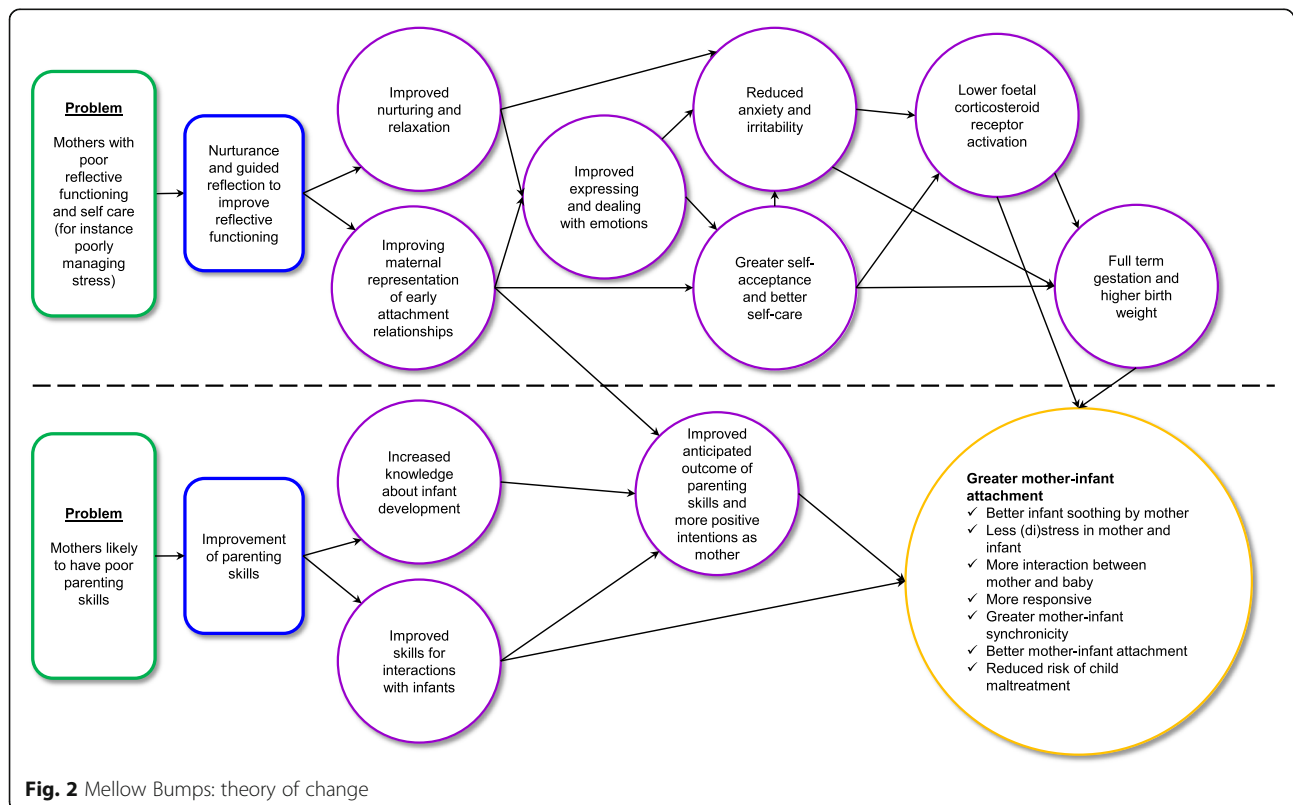 Problem
Mothers with
poor
reflective
functioning
and self care
(for instance
poorly
managing
stress)
Nurturance
and guided
reflection to
improve
reflective
functioning
Improved
nurturing and
relaxation
Improving
maternal
representation
of early
attachment
relationships
Improved
expressing
and dealing
with emotions
Reduced
anxiety and
irritability
Greater self-
acceptance
and better
self-care
Lower foetal
corticosteroid
receptor
activation
Full term
gestation and
higher birth
weight
Problem
Mothers likely
to have poor
parenting
skills
Improvement
of parenting
skills
Increased
knowledge
about infant
development
Improved
skills for
interactions
with infants
Improved
anticipated
outcome of
parenting
skills and
more positive
intentions as
mother
Greater mother-infant
attachment
✓ Better infant soothing by mother
✓ Less (di)stress in mother and
infant
✓ More interaction between
mother and baby
✓ More responsive
✓ Greater mother-infant
synchronicity
✓ Better mother-infant attachment
✓ Reduced risk of child
maltreatment
Fig. 2 Mellow Bumps: theory of change